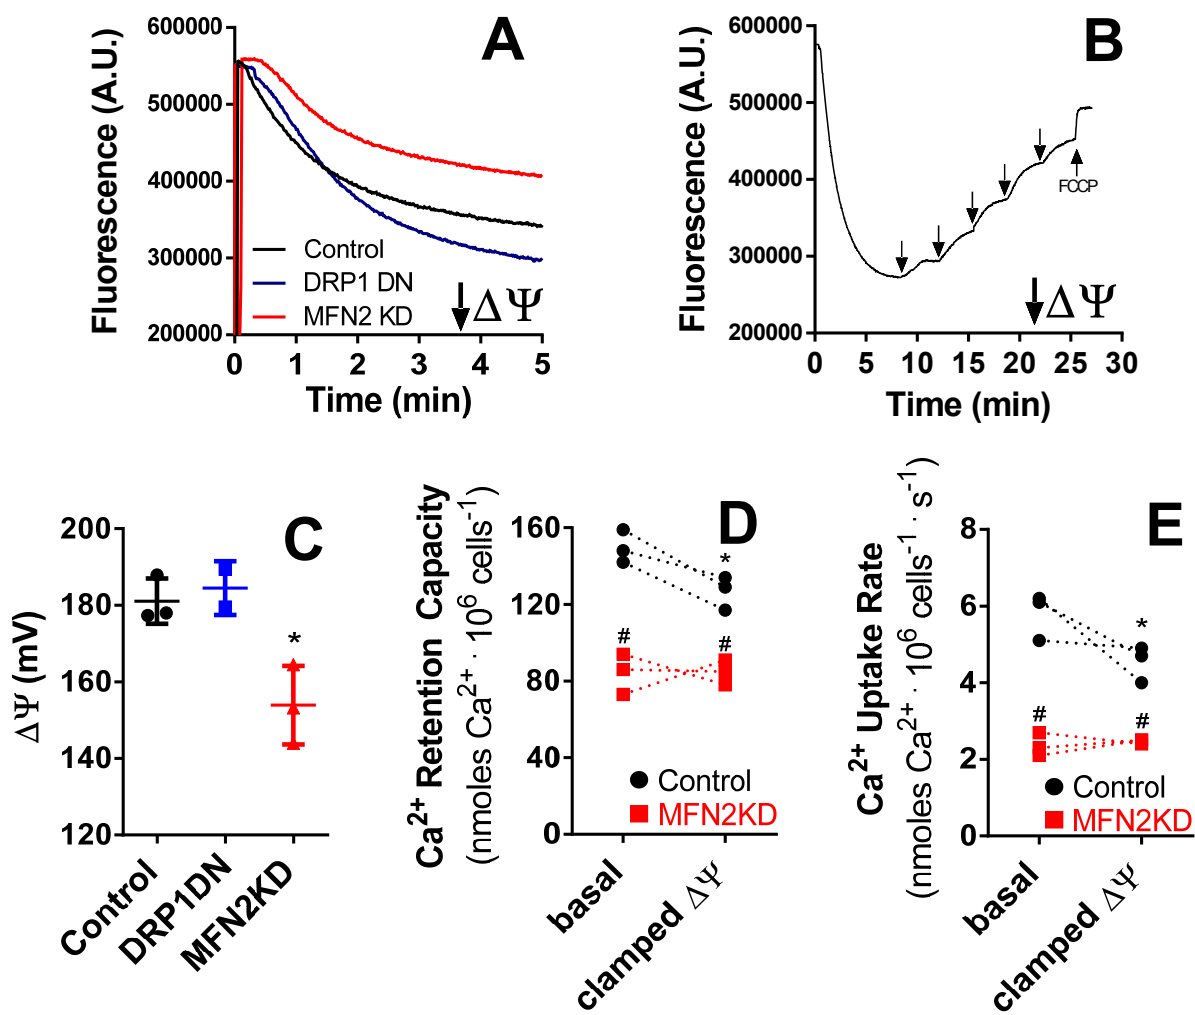 A
Fluorescence (A.U.)
600000
500000
400000
300000
200000
Control
DRP1 DN
MFN2 KD
ΔΨ
0 1 2 3 4 5
Time (min)
B
Fluorescence (A.U.)
600000
500000
400000
300000
200000
FCCP
ΔΨ
0 5 10 15 20 25 30
Time (min)
C
ΔΨ (mV)
200
180
160
140
120
*
Control
DRP1DN
MFN2KD
D
Ca²⁺ Retention Capacity
(nmoles Ca²⁺ · 10⁶ cells⁻¹)
160
120
80
40
0
*
# #
Control
MFN2KD
basal
clamped ΔΨ
E
Ca²⁺ Uptake Rate
(nmoles Ca²⁺ · 10⁶ cells⁻¹ · s⁻¹)
8
6
4
2
0
*
# #
Control
MFN2KD
basal
clamped ΔΨ